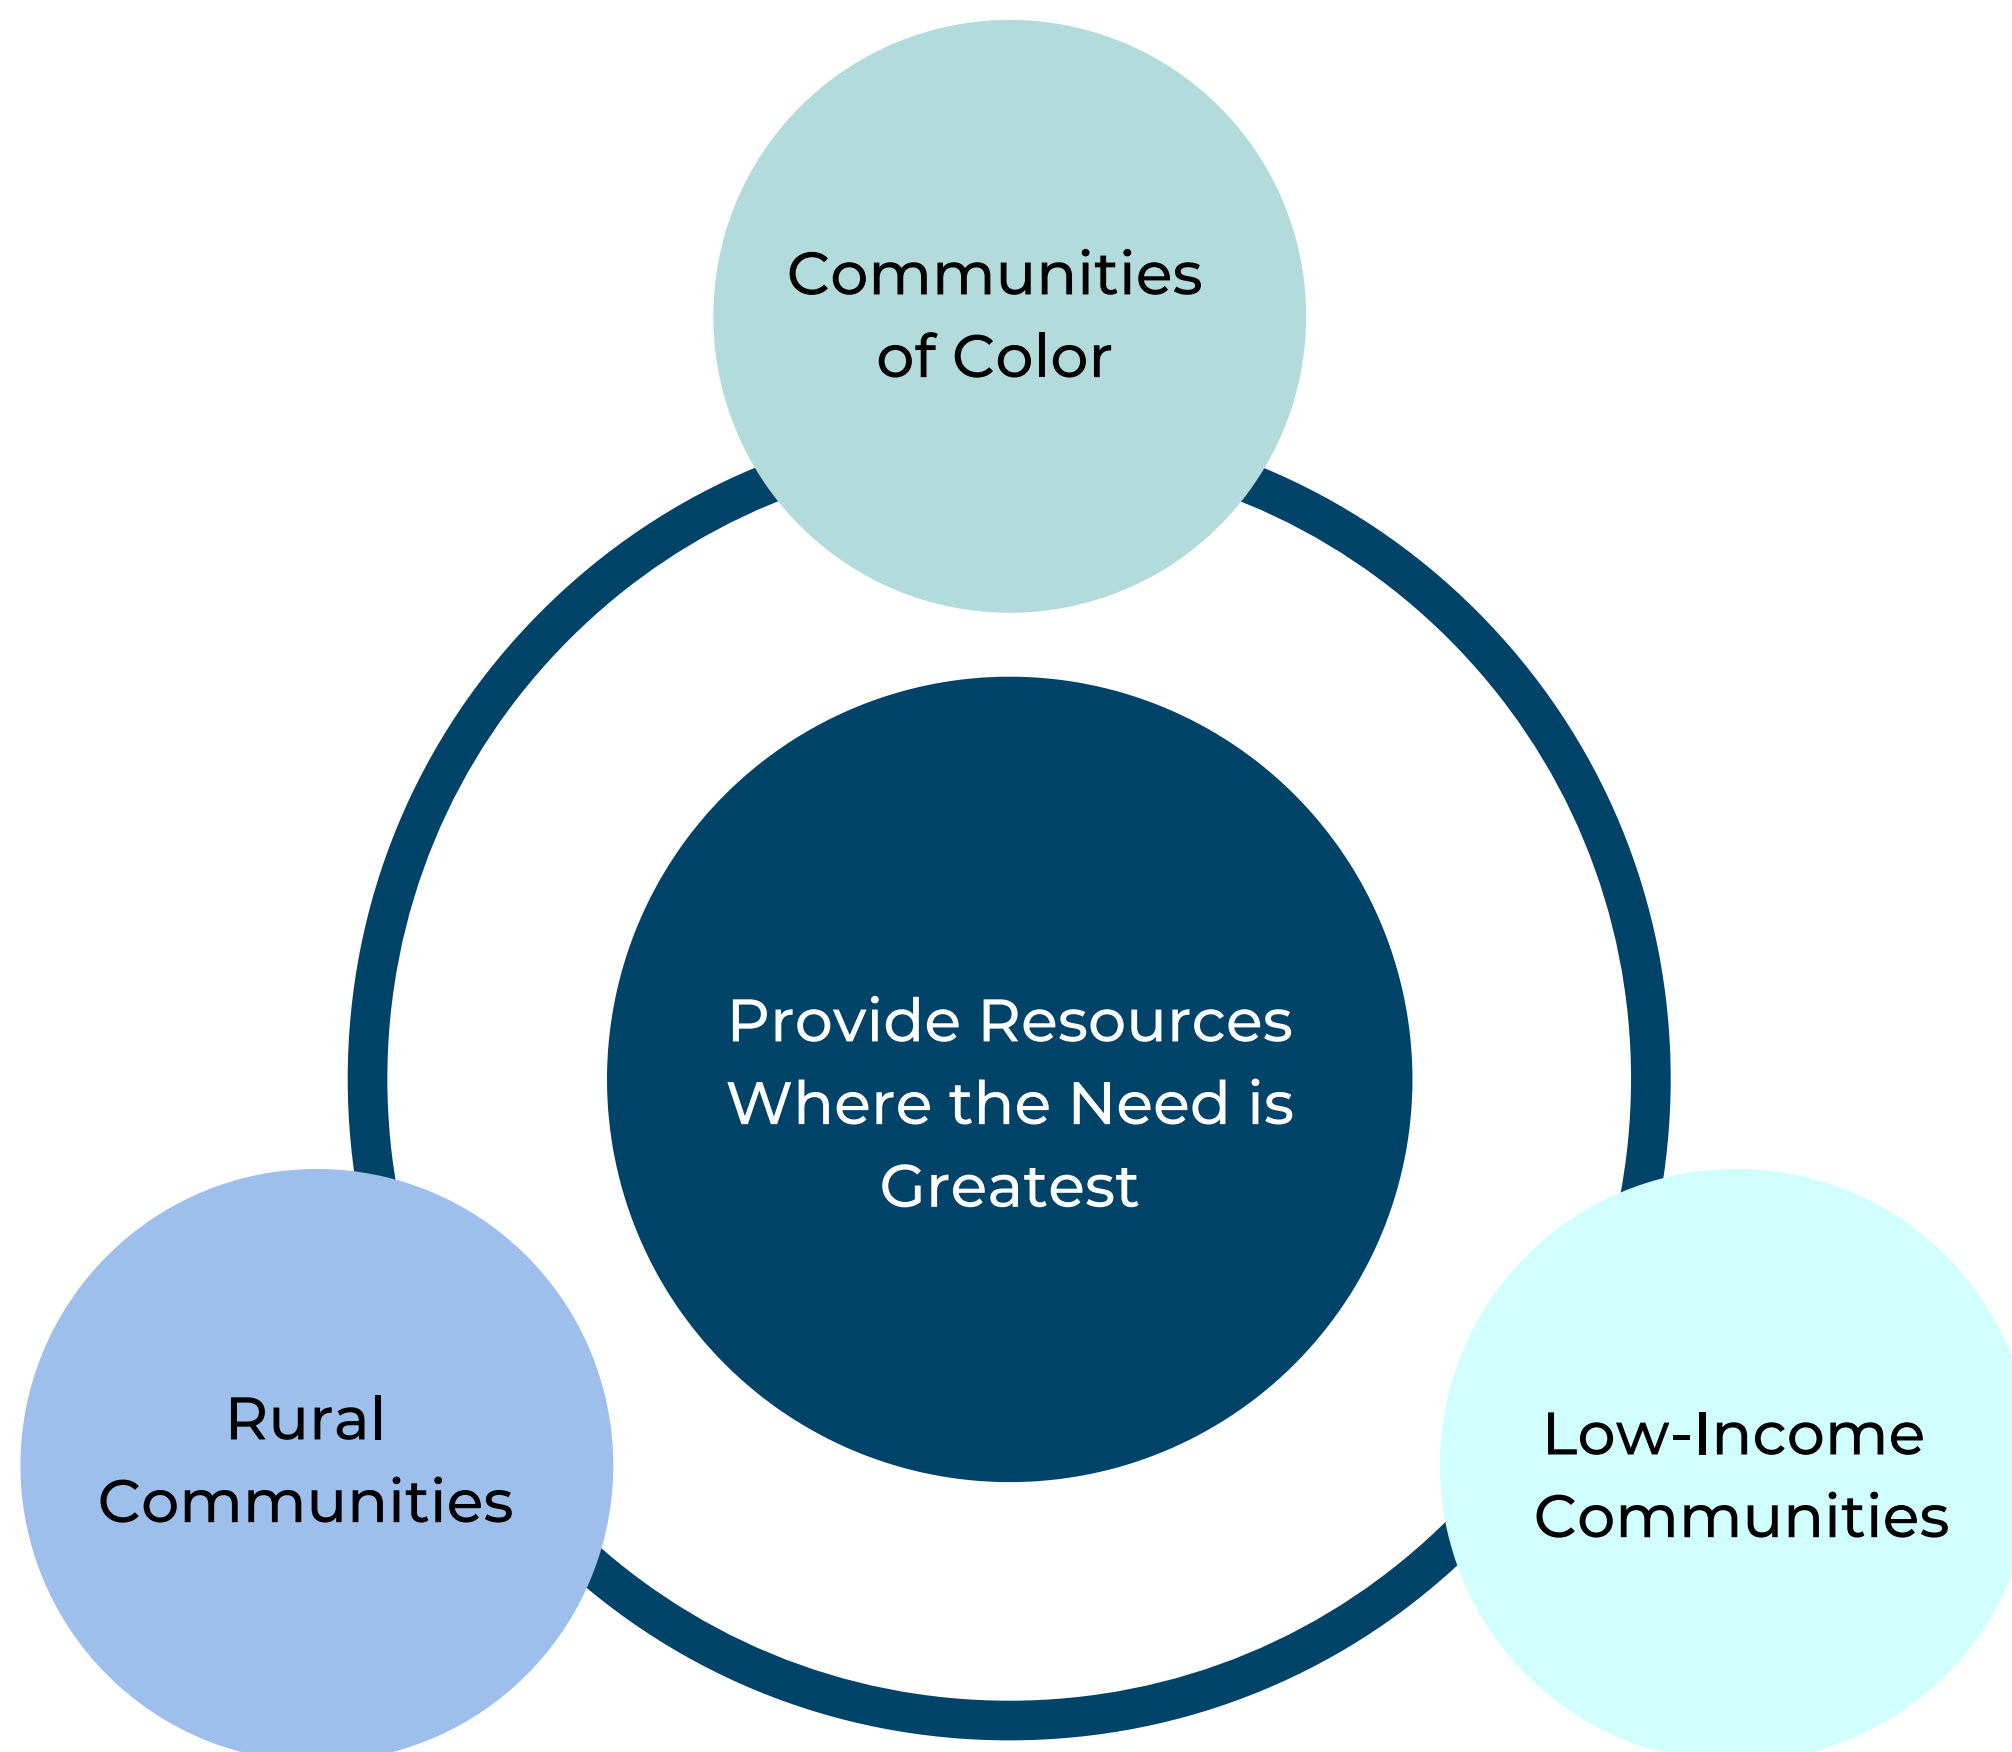 Communities
of Color
Provide Resources
Where the Need is
Greatest
Rural
Communities
Low-Income
Communities